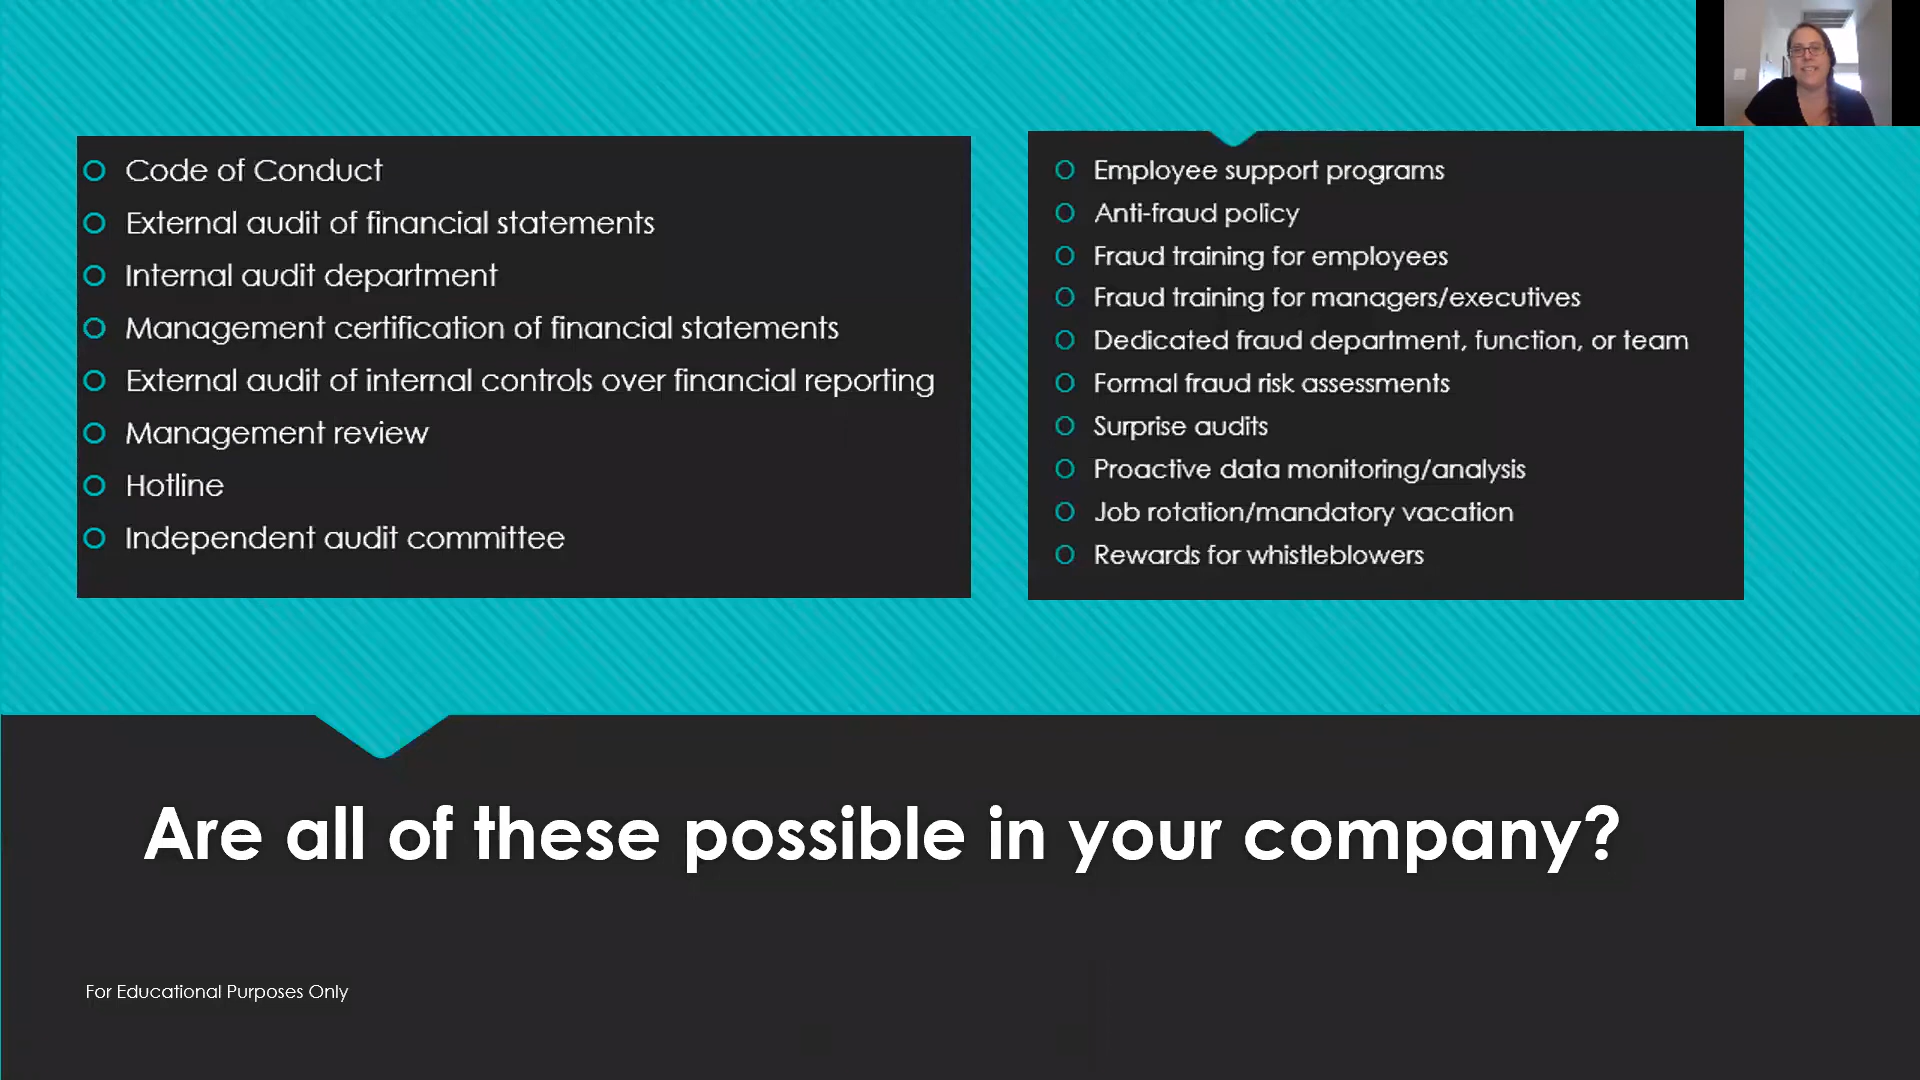 Code of Conduct
External audit of financial statements
Internal audit department
Management certification of financial statements
External audit of internal controls over financial reporting
Management review
Hotline
Independent audit committee
Employee support programs
Anti-fraud policy
Fraud training for employees
Fraud training for managers/executives
Dedicated fraud department, function, or team
Formal fraud risk assessments
Surprise audits
Proactive data monitoring/analysis
Job rotation/mandatory vacation
Rewards for whistleblowers
Are all of these possible in your company?
For Educational Purposes Only